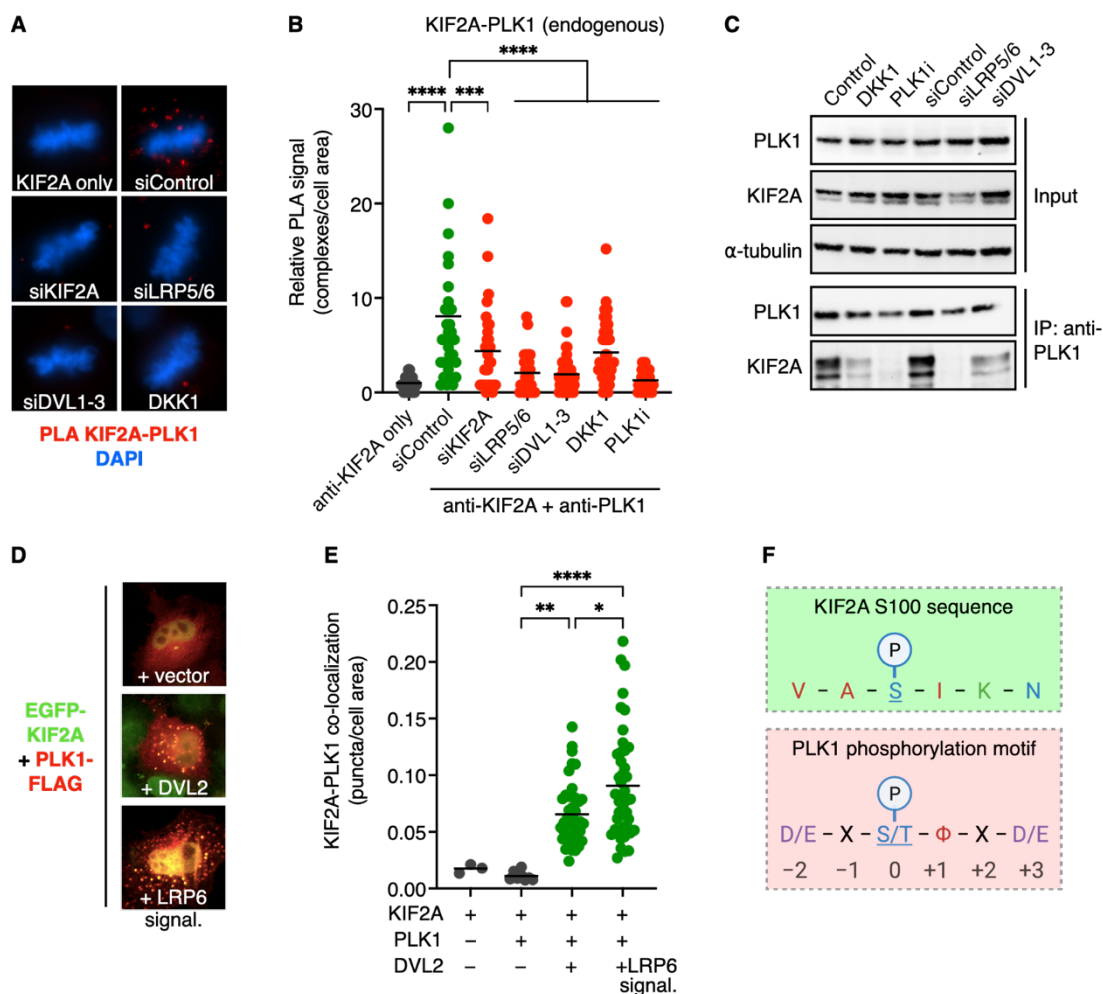 A
KIF2A only
siControl
siKIF2A
siLRP5/6
siDVL1-3
DKK1
PLA KIF2A-PLK1
DAPI
B
KIF2A-PLK1 (endogenous)
****
**** ***
Relative PLA signal
(complexes/cell area)
30
20
10
0
anti-KIF2A only
siControl
siKIF2A
siLRP5/6
siDVL1-3
DKK1
PLK1i
anti-KIF2A + anti-PLK1
C
Control
DKK1
PLK1i
siControl
siLRP5/6
siDVL1-3
PLK1
KIF2A
α-tubulin
Input
PLK1
KIF2A
IP: anti-
PLK1
D
EGFP-
KIF2A
+ PLK1-
FLAG
+ vector
+ DVL2
+ LRP6
signal.
E
****
** *
KIF2A-PLK1 co-localization
(puncta/cell area)
0.25
0.20
0.15
0.10
0.05
0.00
KIF2A + + + +
PLK1 – + + +
DVL2 – – + +LRP6
signal.
F
KIF2A S100 sequence
P
V – A – S – I – K – N
PLK1 phosphorylation motif
P
D/E – X – S/T – Φ – X – D/E
−2 −1 0 +1 +2 +3